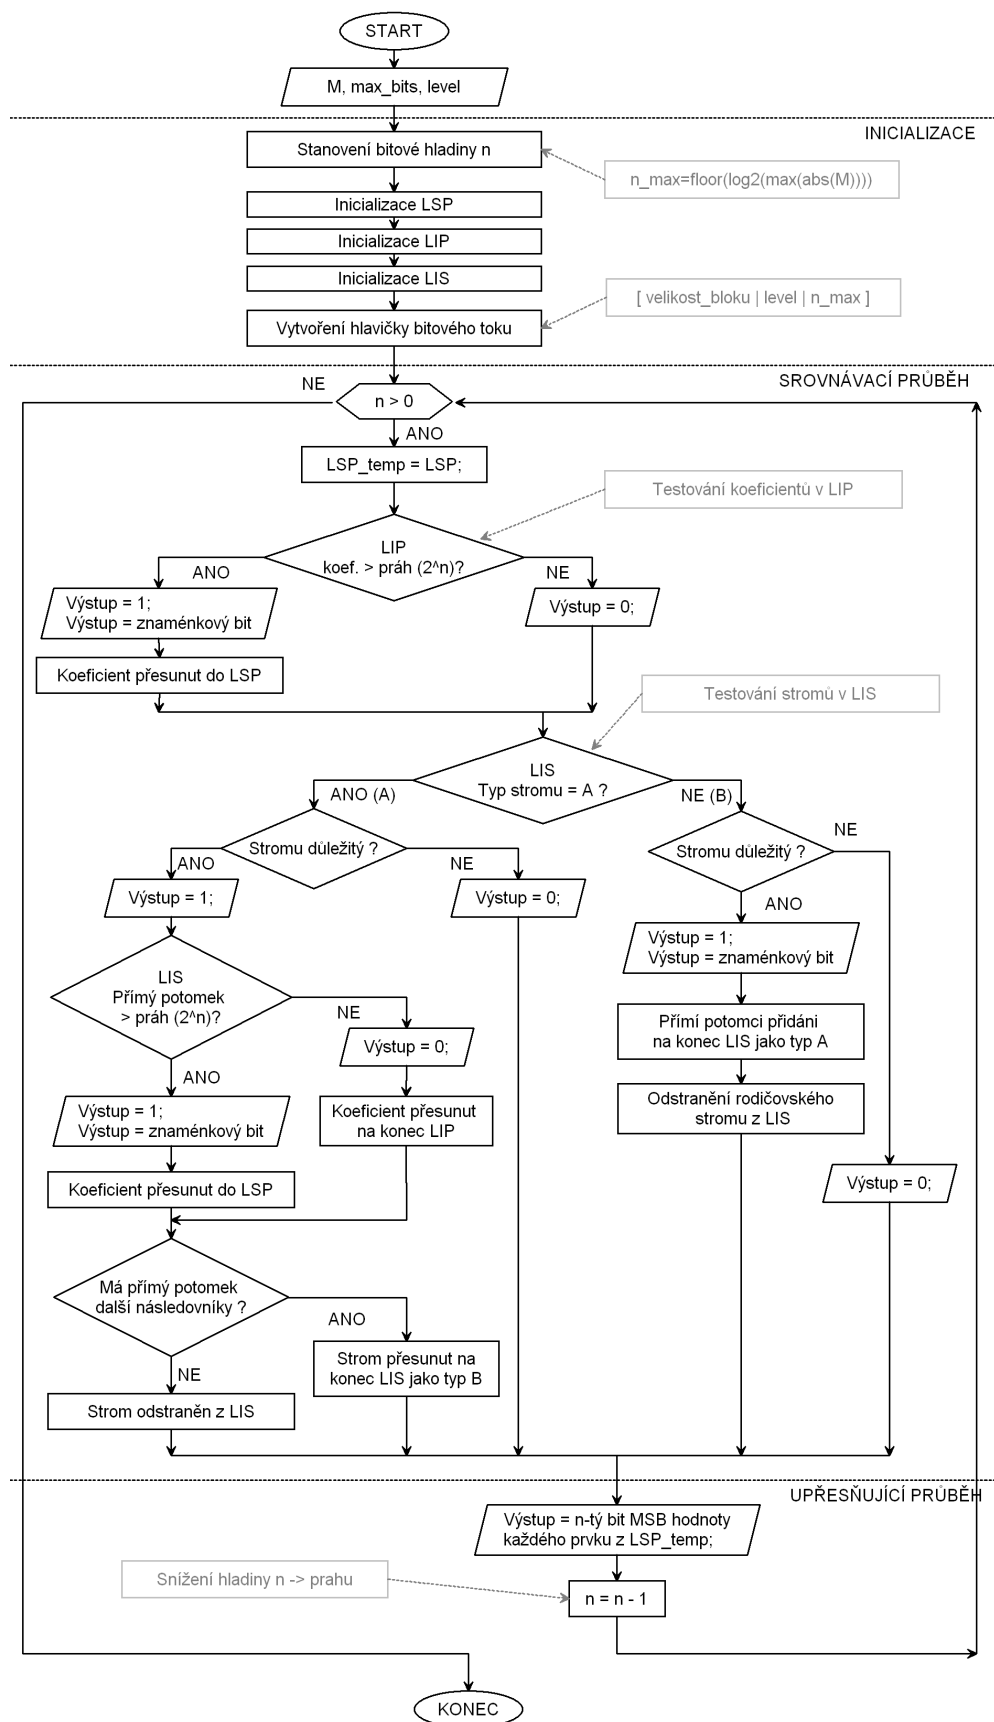 START
M, max_bits, level
INICIALIZACE
Stanovení bitové hladiny n
n_max=floor(log2(max(abs(M))))
Inicializace LSP
Inicializace LIP
Inicializace LIS
[ velikost_bloku | level | n_max ]
Vytvoření hlavičky bitového toku
SROVNÁVACÍ PRŮBĚH
NE
n > 0
ANO
LSP_temp = LSP;
Testování koeficientů v LIP
LIP
koef. > práh (2^n)?
ANO
NE
Výstup = 1;
Výstup = znaménkový bit
Výstup = 0;
Koeficient přesunut do LSP
Testování stromů v LIS
LIS
Typ stromu = A ?
ANO (A)
NE (B)
Stromu důležitý ?
ANO
NE
Výstup = 1;
Výstup = 0;
Stromu důležitý ?
NE
ANO
Výstup = 1;
Výstup = znaménkový bit
LIS
Přímý potomek
> práh (2^n)?
NE
Výstup = 0;
Přímí potomci přidáni
na konec LIS jako typ A
ANO
Výstup = 1;
Výstup = znaménkový bit
Koeficient přesunut
na konec LIP
Odstranění rodičovského
stromu z LIS
Koeficient přesunut do LSP
Výstup = 0;
Má přímý potomek
další následovníky ?
ANO
Strom přesunut na
konec LIS jako typ B
NE
Strom odstraněn z LIS
UPŘESŇUJÍCÍ PRŮBĚH
Výstup = n-tý bit MSB hodnoty
každého prvku z LSP_temp;
Snížení hladiny n -> prahu
n = n - 1
KONEC